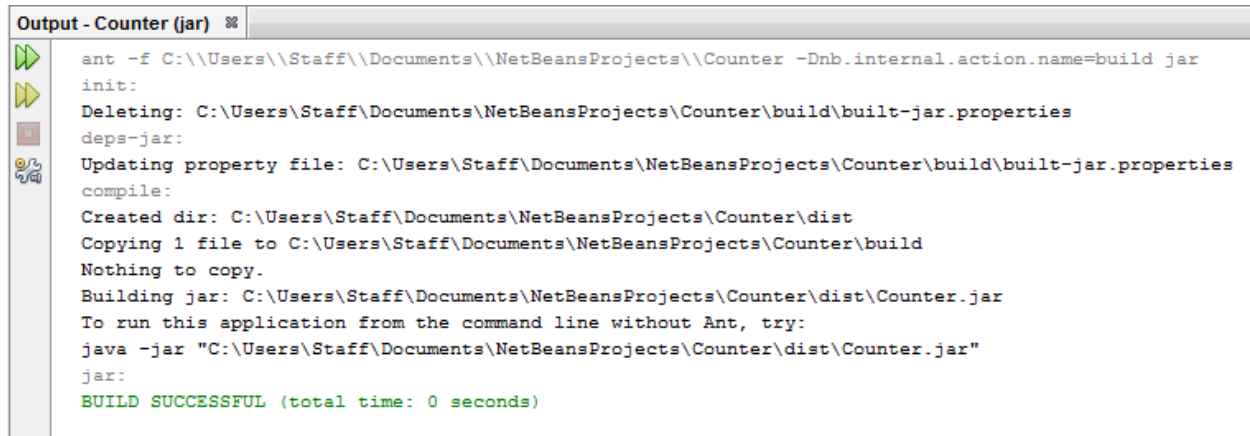 Output - Counter (jar)
ant -f C:\\Users\\Staff\\Documents\\NetBeansProjects\\Counter -Dnb.internal.action.name=build jar
init:
Deleting: C:\Users\Staff\Documents\NetBeansProjects\Counter\build\built-jar.properties
deps-jar:
Updating property file: C:\Users\Staff\Documents\NetBeansProjects\Counter\build\built-jar.properties
compile:
Created dir: C:\Users\Staff\Documents\NetBeansProjects\Counter\dist
Copying 1 file to C:\Users\Staff\Documents\NetBeansProjects\Counter\build
Nothing to copy.
Building jar: C:\Users\Staff\Documents\NetBeansProjects\Counter\dist\Counter.jar
To run this application from the command line without Ant, try:
java -jar "C:\Users\Staff\Documents\NetBeansProjects\Counter\dist\Counter.jar"
jar:
BUILD SUCCESSFUL (total time: 0 seconds)